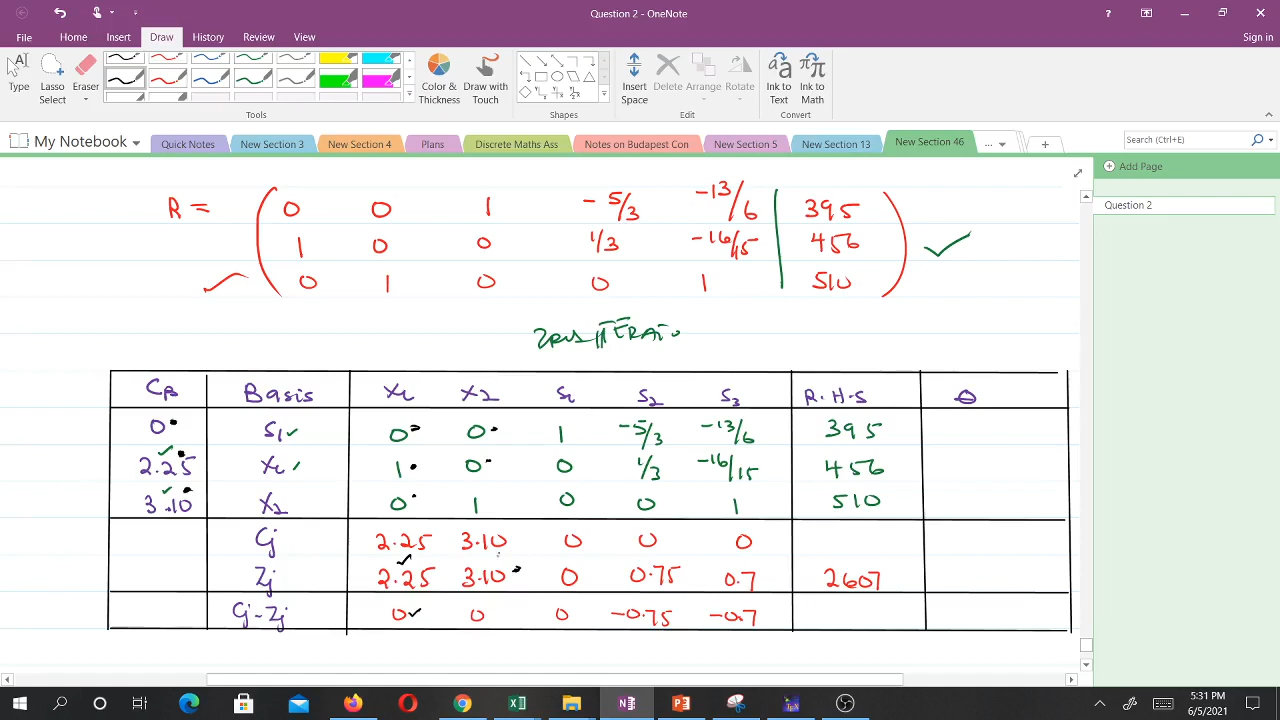 Question 2 - OneNote
? 
File Home Insert Draw History Review View Sign in
Type Lasso Select Eraser Color & Thickness Draw with Touch Insert Space Delete Arrange Rotate Ink to Text Ink to Math
Tools Shapes Edit Convert
My Notebook Quick Notes New Section 3 New Section 4 Plans Discrete Mathis Ass Notes on Budapest Con New Section 5 New Section 13 New Section 46 ... + Search (Ctrl+E)
Add Page
Question 2
R = 0 0 1 -5/3 -13/6 395
1 0 0 1/3 -16/15 456
0 1 0 0 1 510
CB Basis X1 X2 S1 S2 S3 R.H.S θ
0 S1 0 0 1 -5/3 -13/6 395
2.25 X1 1 0 0 1/3 -16/15 456
3.10 X2 0 1 0 0 1 510
Cj 2.25 3.10 0 0 0
Zj 2.25 3.10 0 0.75 0.7 2607
Cj-Zj 0 0 0 -0.75 -0.7
5:31 PM
6/5/2021